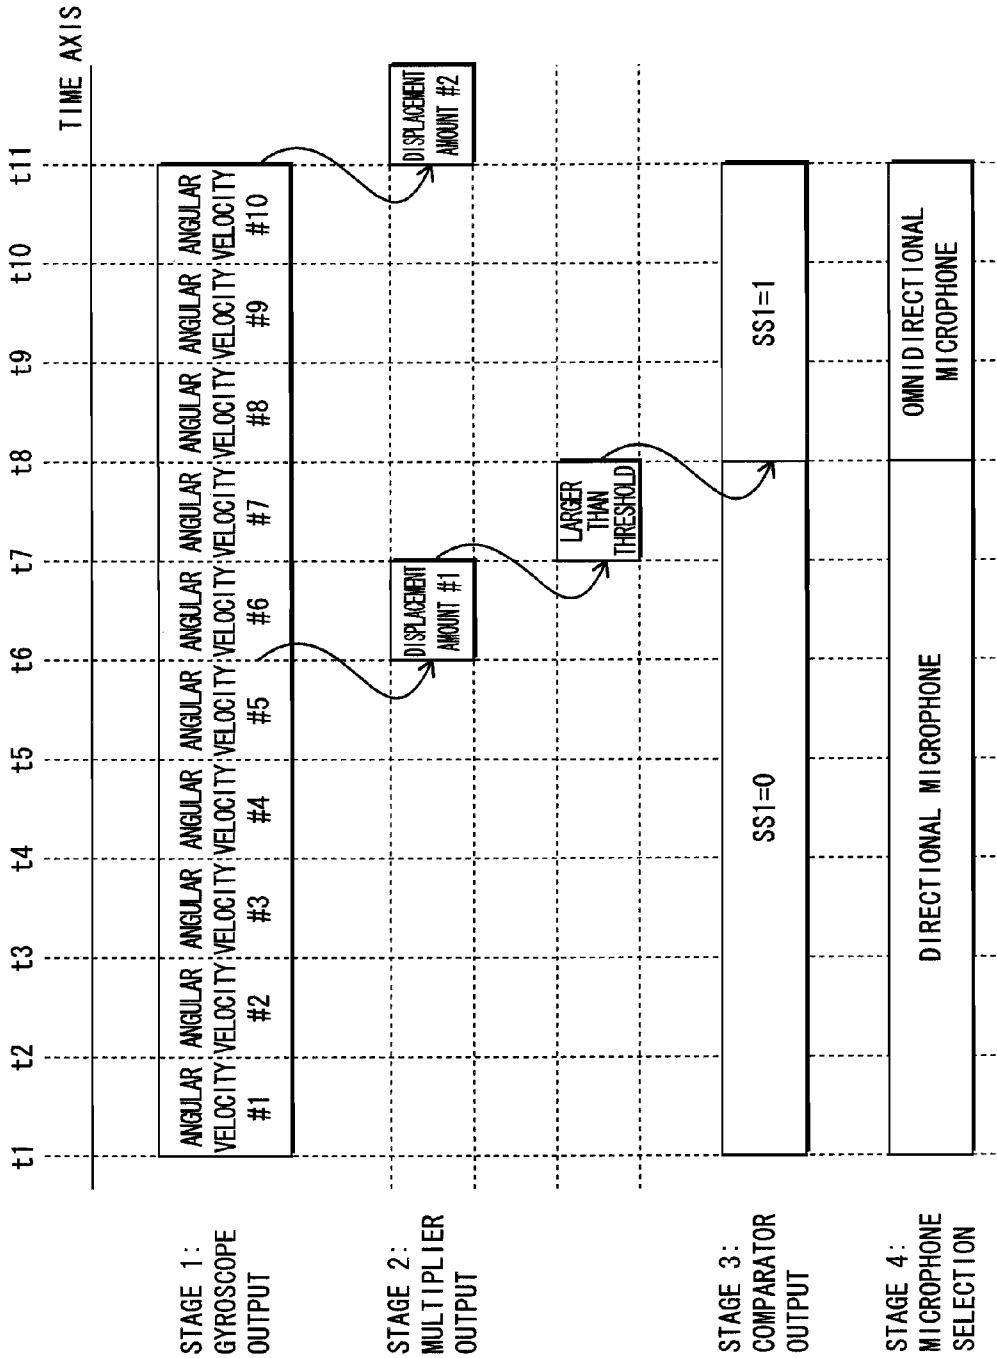 TIME AXIS
t1 t2 t3 t4 t5 t6 t7 t8 t9 t10 t11
STAGE 1:
GYROSCOPE
OUTPUT
ANGULAR ANGULAR ANGULAR ANGULAR ANGULAR ANGULAR ANGULAR ANGULAR ANGULAR ANGULAR
VELOCITY VELOCITY VELOCITY VELOCITY VELOCITY VELOCITY VELOCITY VELOCITY VELOCITY VELOCITY
#1 #2 #3 #4 #5 #6 #7 #8 #9 #10
STAGE 2:
MULTIPLIER
OUTPUT
DISPLACEMENT
AMOUNT #1
DISPLACEMENT
AMOUNT #2
LARGER
THAN
THRESHOLD
STAGE 3:
COMPARATOR
OUTPUT
SS1=0
SS1=1
STAGE 4:
MICROPHONE
SELECTION
DIRECTIONAL MICROPHONE
OMNIDIRECTIONAL
MICROPHONE